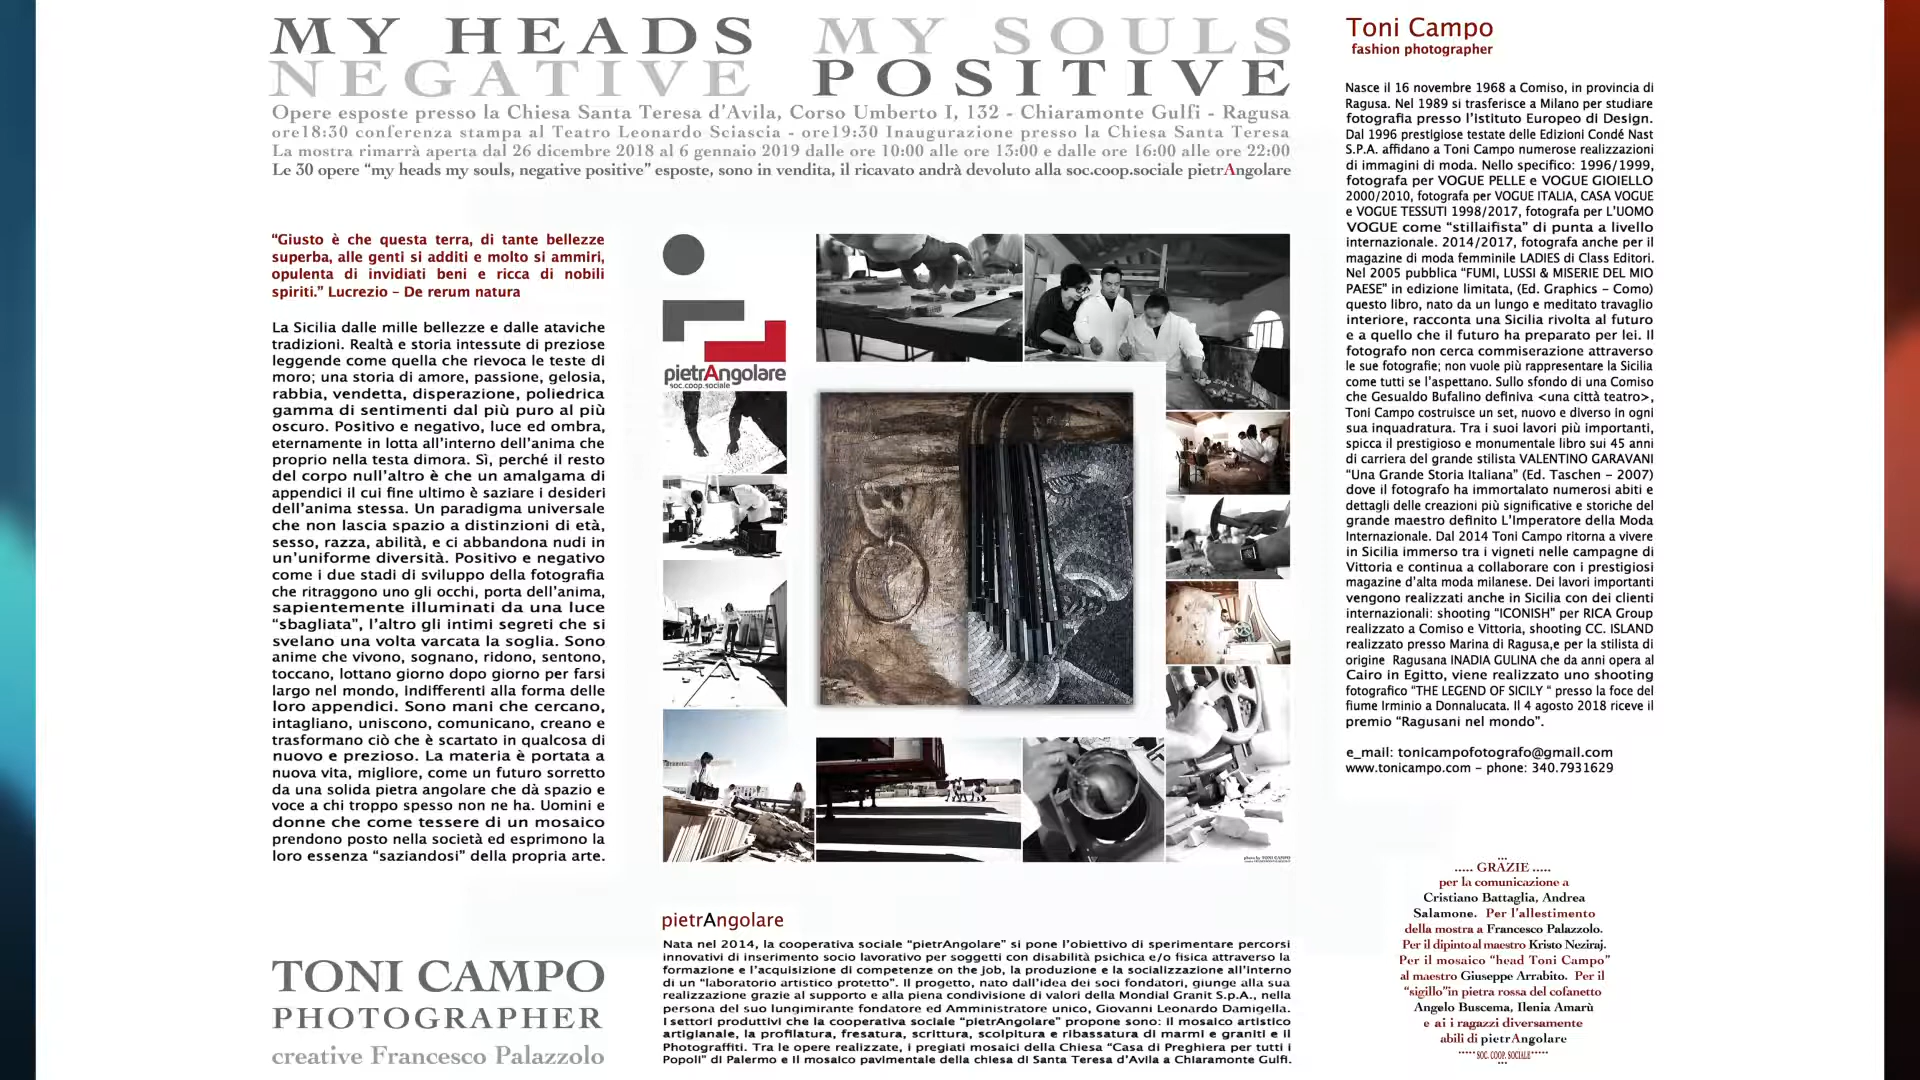 MY HEADS MY SOULS
NEGATIVE POSITIVE
Opere esposte presso la Chiesa Santa Teresa d’Avila, Corso Umberto I, 132 - Chiaramonte Gulfi - Ragusa
ore18:30 conferenza stampa al Teatro Leonardo Sciascia - ore19:30 Inaugurazione presso la Chiesa Santa Teresa
La mostra rimarrà aperta dal 26 dicembre 2018 al 6 gennaio 2019 dalle ore 10:00 alle ore 13:00 e dalle ore 16:00 alle ore 22:00
Le 30 opere “my heads my souls, negative positive” esposte, sono in vendita, il ricavato andrà devoluto alla soc.coop.sociale pietrAngolare
“Giusto è che questa terra, di tante bellezze
superba, alle genti si additi e molto si ammiri,
opulenta di invidiati beni e ricca di nobili
spiriti.” Lucrezio – De rerum natura
La Sicilia dalle mille bellezze e dalle ataviche
tradizioni. Realtà e storia intessute di preziose
leggende come quella che rievoca le teste di
moro; una storia di amore, passione, gelosia,
rabbia, vendetta, disperazione, poliedrica
gamma di sentimenti dal più puro al più
oscuro. Positivo e negativo, luce ed ombra,
eternamente in lotta all’interno dell’anima che
proprio nella testa dimora. Sì, perché il resto
del corpo null’altro è che un amalgama di
appendici il cui fine ultimo è saziare i desideri
dell’anima stessa. Un paradigma universale
che non lascia spazio a distinzioni di età,
sesso, razza, abilità, e ci abbandona nudi in
un’uniforme diversità. Positivo e negativo
come i due stadi di sviluppo della fotografia
che ritraggono uno gli occhi, porta dell’anima,
sapientemente illuminati da una luce
“sbagliata”, l’altro gli intimi segreti che si
svelano una volta varcata la soglia. Sono
anime che vivono, sognano, ridono, sentono,
toccano, lottano giorno dopo giorno per farsi
largo nel mondo, indifferenti alla forma delle
loro appendici. Sono mani che cercano,
intagliano, uniscono, comunicano, creano e
trasformano ciò che è scartato in qualcosa di
nuovo e prezioso. La materia è portata a
nuova vita, migliore, come un futuro sorretto
da una solida pietra angolare che dà spazio e
voce a chi troppo spesso non ne ha. Uomini e
donne che come tessere di un mosaico
prendono posto nella società ed esprimono la
loro essenza “saziandosi” della propria arte.
TONI CAMPO
PHOTOGRAPHER
creative Francesco Palazzolo
pietrAngolare
soc.coop.sociale
photo by TONI CAMPO
pietrAngolare
Nata nel 2014, la cooperativa sociale “pietrAngolare” si pone l’obiettivo di sperimentare percorsi
innovativi di inserimento socio lavorativo per soggetti con disabilità psichica e/o fisica attraverso la
formazione e l’acquisizione di competenze on the job, la produzione e la socializzazione all’interno
di un “laboratorio artistico protetto”. Il progetto, nato dall’idea dei soci fondatori, giunge alla sua
realizzazione grazie al supporto e alla piena condivisione di valori della Mondial Granit S.p.A., nella
persona del suo lungimirante fondatore ed Amministratore unico, Giovanni Leonardo Damigella.
I settori produttivi che la cooperativa sociale “pietrAngolare” propone sono: il mosaico artistico
artigianale, la profilatura, fresatura, scrittura, scolpitura e ribassatura di marmi e graniti e il
Photograffiti. Tra le opere realizzate, i pregiati mosaici della Chiesa “Casa di Preghiera per tutti i
Popoli” di Palermo e il mosaico pavimentale della chiesa di Santa Teresa d’Avila a Chiaramonte Gulfi.
Toni Campo
fashion photographer
Nasce il 16 novembre 1968 a Comiso, in provincia di
Ragusa. Nel 1989 si trasferisce a Milano per studiare
fotografia presso l’Istituto Europeo di Design.
Dal 1996 prestigiose testate delle Edizioni Condé Nast
S.P.A. affidano a Toni Campo numerose realizzazioni
di immagini di moda. Nello specifico: 1996/1999,
fotografa per VOGUE PELLE e VOGUE GIOIELLO
2000/2010, fotografa per VOGUE ITALIA, CASA VOGUE
e VOGUE TESSUTI 1998/2017, fotografa per L’UOMO
VOGUE come “stillaifista” di punta a livello
internazionale. 2014/2017, fotografa anche per il
magazine di moda femminile LADIES di Class Editori.
Nel 2005 pubblica “FUMI, LUSSI & MISERIE DEL MIO
PAESE” in edizione limitata, (Ed. Graphics – Como)
questo libro, nato da un lungo e meditato travaglio
interiore, racconta una Sicilia rivolta al futuro
e a quello che il futuro ha preparato per lei. Il
fotografo non cerca commiserazione attraverso
le sue fotografie; non vuole più rappresentare la Sicilia
come tutti se l’aspettano. Sullo sfondo di una Comiso
che Gesualdo Bufalino definiva <una città teatro>,
Toni Campo costruisce un set, nuovo e diverso in ogni
sua inquadratura. Tra i suoi lavori più importanti,
spicca il prestigioso e monumentale libro sui 45 anni
di carriera del grande stilista VALENTINO GARAVANI
“Una Grande Storia Italiana” (Ed. Taschen – 2007)
dove il fotografo ha immortalato numerosi abiti e
dettagli delle creazioni più significative e storiche del
grande maestro definito L’Imperatore della Moda
Internazionale. Dal 2014 Toni Campo ritorna a vivere
in Sicilia immerso tra i vigneti nelle campagne di
Vittoria e continua a collaborare con i prestigiosi
magazine d’alta moda milanese. Dei lavori importanti
vengono realizzati anche in Sicilia con dei clienti
internazionali: shooting “ICONISH” per RICA Group
realizzato a Comiso e Vittoria, shooting CC. ISLAND
realizzato presso Marina di Ragusa,e per la stilista di
origine Ragusana INADIA GULINA che da anni opera al
Cairo in Egitto, viene realizzato uno shooting
fotografico “THE LEGEND OF SICILY “ presso la foce del
fiume Irminio a Donnalucata. Il 4 agosto 2018 riceve il
premio “Ragusani nel mondo”.
e_mail: tonicampofotografo@gmail.com
www.tonicampo.com – phone: 340.7931629
..... GRAZIE .....
per la comunicazione a
Cristiano Battaglia, Andrea
Salamone. Per l’allestimento
della mostra a Francesco Palazzolo.
Per il dipinto al maestro Kristo Neziraj.
Per il mosaico “head Toni Campo”
al maestro Giuseppe Arrabito. Per il
“sigillo”in pietra rossa del cofanetto
Angelo Buscema, Ilenia Amarù
e ai i ragazzi diversamente
abili di pietrAngolare
SOC. COOP. SOCIALE